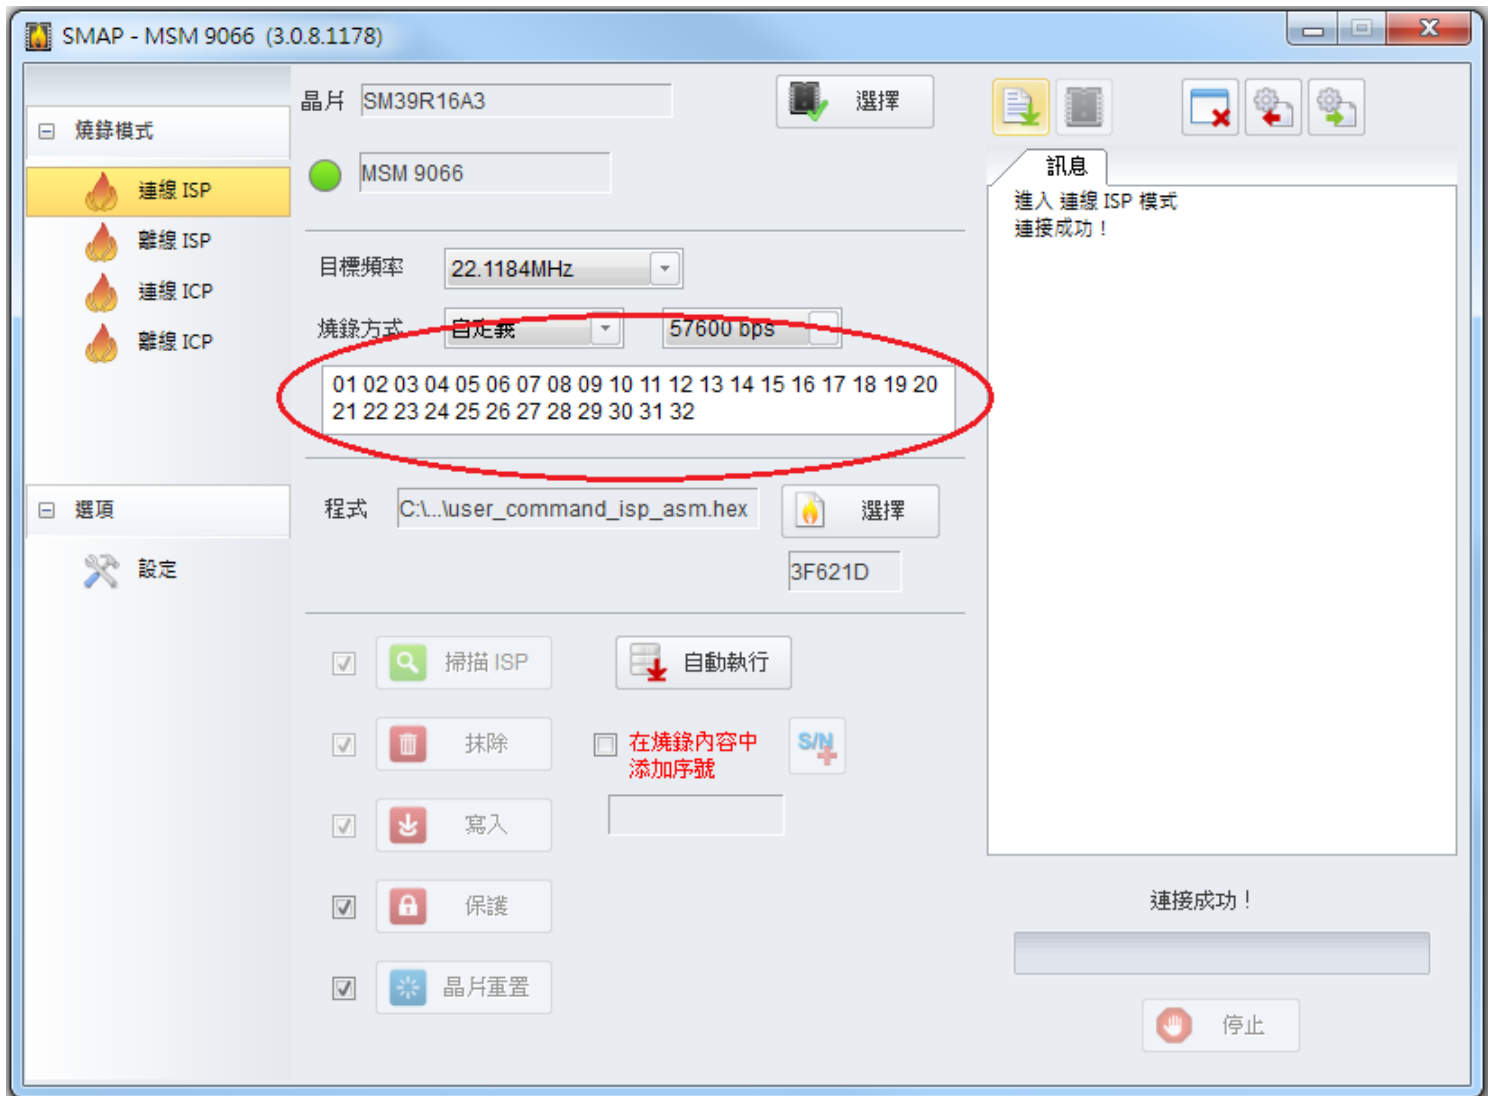 SMAP - MSM 9066 (3.0.8.1178)
燒錄模式
連線 ISP
離線 ISP
連線 ICP
離線 ICP
選項
設定
晶片 SM39R16A3 選擇
MSM 9066
目標頻率 22.1184MHz
燒錄方式 自定義 57600 bps
01 02 03 04 05 06 07 08 09 10 11 12 13 14 15 16 17 18 19 20
21 22 23 24 25 26 27 28 29 30 31 32
程式 C:\...\user_command_isp_asm.hex 選擇
3F621D
掃描 ISP 自動執行
抹除 在燒錄內容中 S/N
添加序號
寫入
保護
晶片重置
訊息
進入 連線 ISP 模式
連接成功！
連接成功！
停止